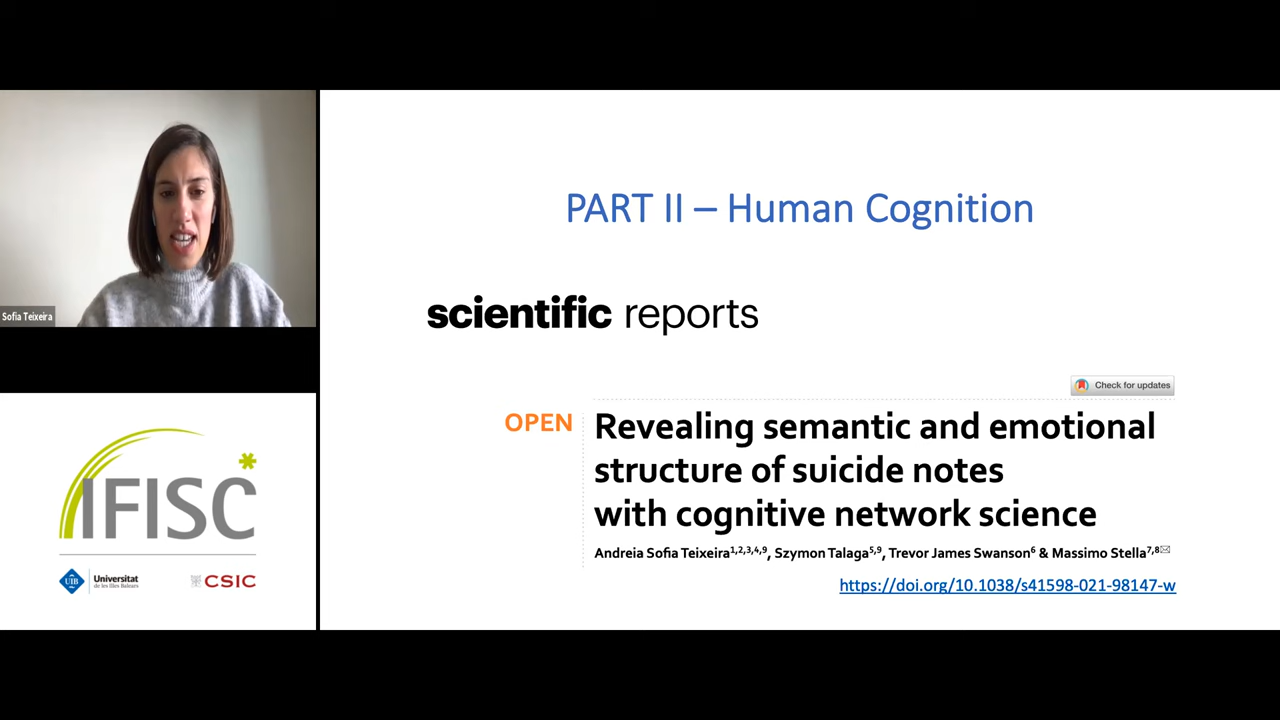 Sofia Teixeira
IFISC
UIB
Universitat
de les Illes Balears
CSIC
PART II – Human Cognition
scientific reports
Check for updates
OPEN
Revealing semantic and emotional
structure of suicide notes
with cognitive network science
Andreia Sofia Teixeira1,2,3,4,9, Szymon Talaga5,9, Trevor James Swanson6 & Massimo Stella7,8✉
https://doi.org/10.1038/s41598-021-98147-w